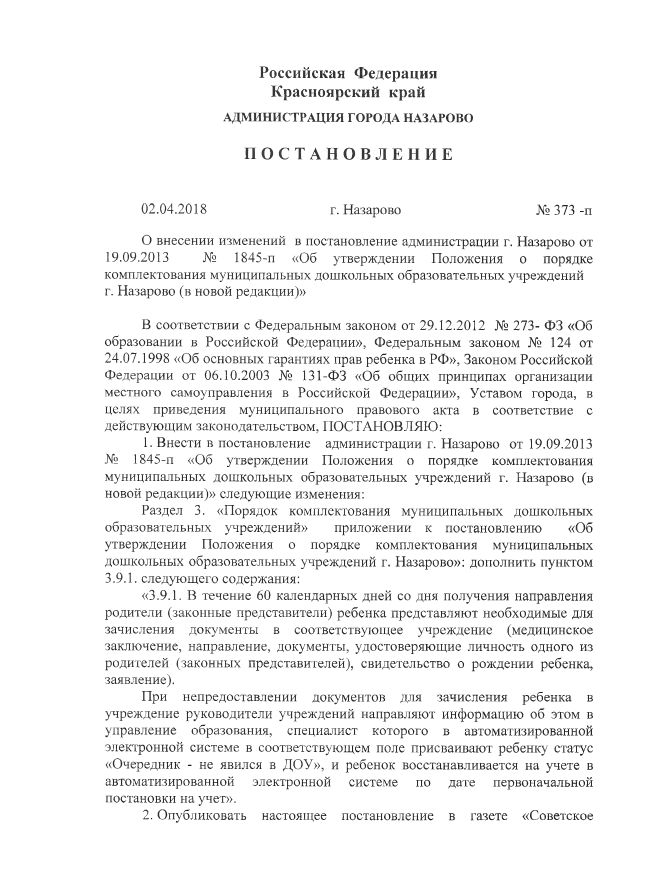 Российская Федерация
Красноярский край
АДМИНИСТРАЦИЯ ГОРОДА НАЗАРОВО
П О С Т А Н О В Л Е Н И Е
02.04.2018 г. Назарово № 373 -п
О внесении изменений в постановление администрации г. Назарово от
19.09.2013 № 1845-п «Об утверждении Положения о порядке
комплектования муниципальных дошкольных образовательных учреждений
г. Назарово (в новой редакции)»
В соответствии с Федеральным законом от 29.12.2012 № 273- ФЗ «Об
образовании в Российской Федерации», Федеральным законом № 124 от
24.07.1998 «Об основных гарантиях прав ребенка в РФ», Законом Российской
Федерации от 06.10.2003 № 131-ФЗ «Об общих принципах организации
местного самоуправления в Российской Федерации», Уставом города, в
целях приведения муниципального правового акта в соответствие с
действующим законодательством, ПОСТАНОВЛЯЮ:
1. Внести в постановление администрации г. Назарово от 19.09.2013
№ 1845-п «Об утверждении Положения о порядке комплектования
муниципальных дошкольных образовательных учреждений г. Назарово (в
новой редакции)» следующие изменения:
Раздел 3. «Порядок комплектования муниципальных дошкольных
образовательных учреждений» приложении к постановлению «Об
утверждении Положения о порядке комплектования муниципальных
дошкольных образовательных учреждений г. Назарово»: дополнить пунктом
3.9.1. следующего содержания:
«3.9.1. В течение 60 календарных дней со дня получения направления
родители (законные представители) ребенка представляют необходимые для
зачисления документы в соответствующее учреждение (медицинское
заключение, направление, документы, удостоверяющие личность одного из
родителей (законных представителей), свидетельство о рождении ребенка,
заявление).
При непредоставлении документов для зачисления ребенка в
учреждение руководители учреждений направляют информацию об этом в
управление образования, специалист которого в автоматизированной
электронной системе в соответствующем поле присваивают ребенку статус
«Очередник - не явился в ДОУ», и ребенок восстанавливается на учете в
автоматизированной электронной системе по дате первоначальной
постановки на учет».
2. Опубликовать настоящее постановление в газете «Советское